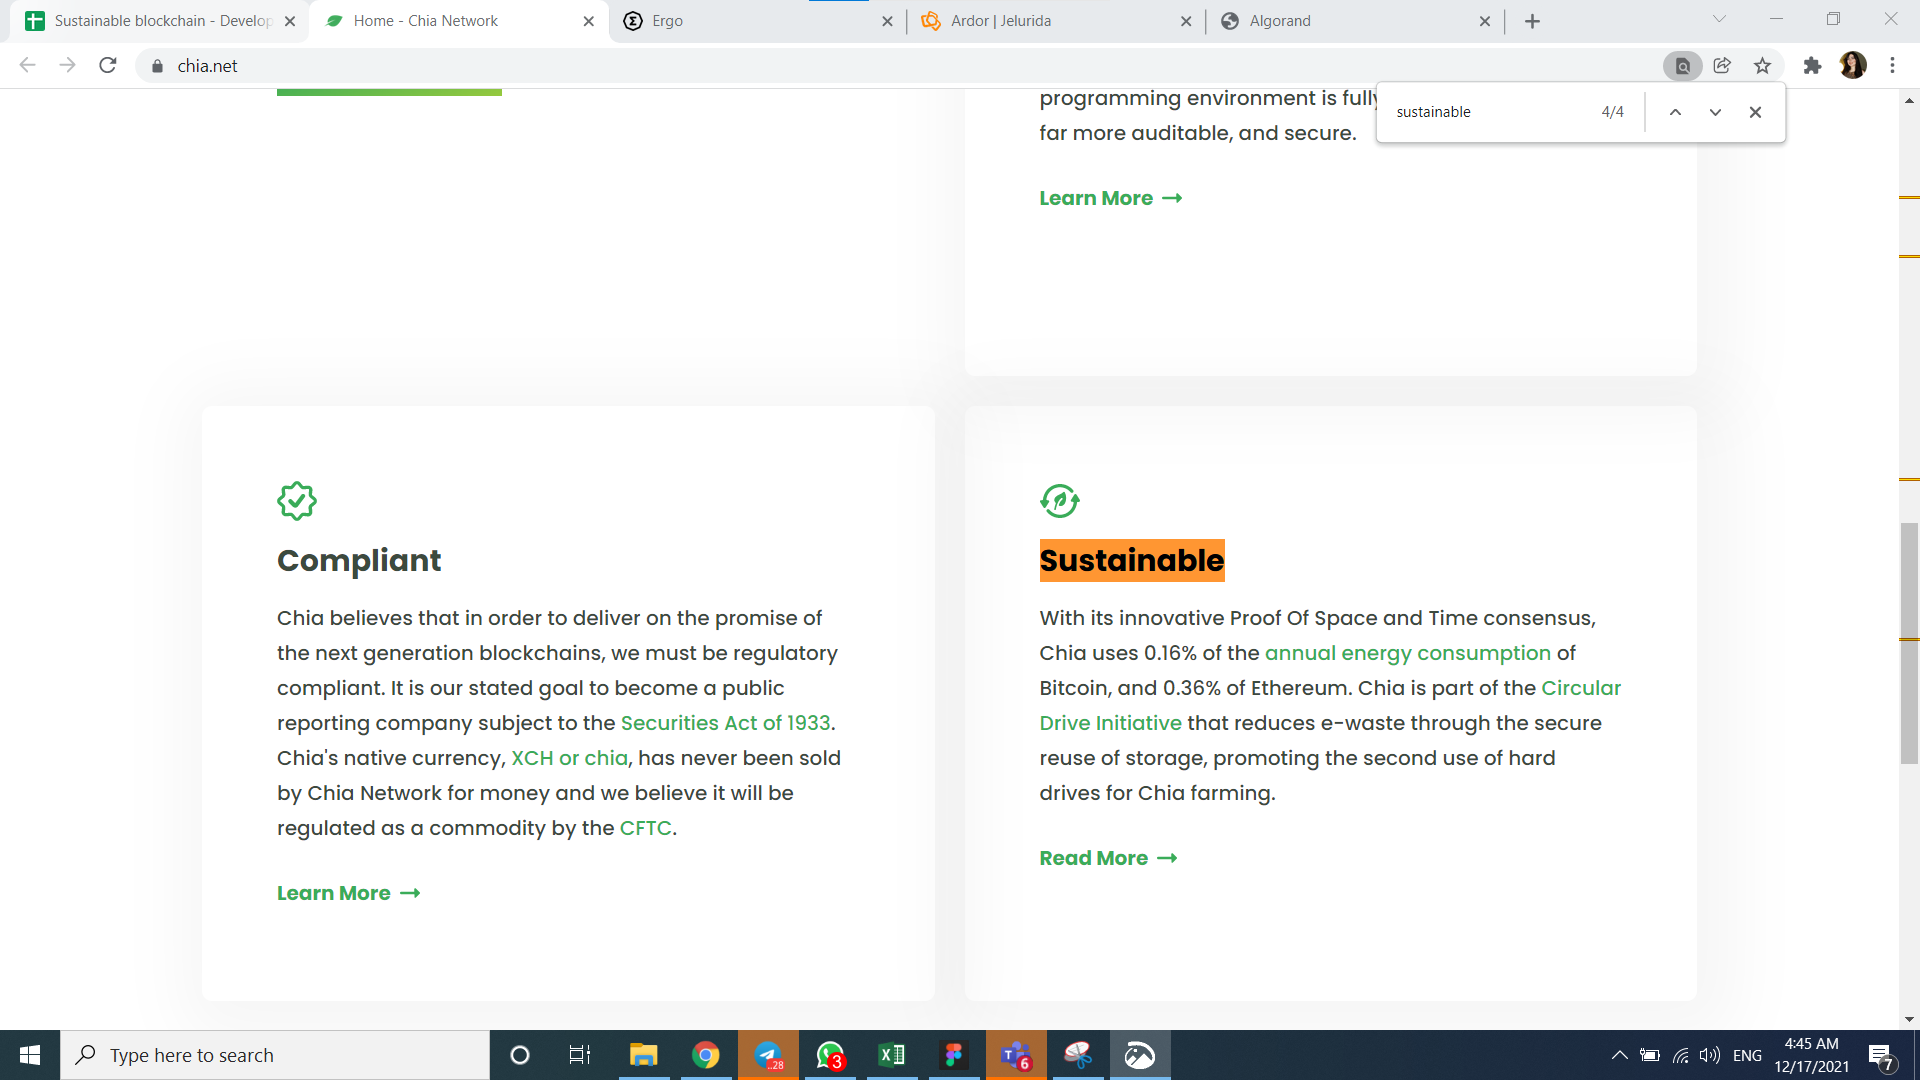 Sustainable blockchain - Develop
Home - Chia Network
Ergo
Ardor | Jelurida
Algorand
chia.net
sustainable
4/4
programming environment is fully
far more auditable, and secure.
Learn More
Compliant
Chia believes that in order to deliver on the promise of
the next generation blockchains, we must be regulatory
compliant. It is our stated goal to become a public
reporting company subject to the Securities Act of 1933.
Chia's native currency, XCH or chia, has never been sold
by Chia Network for money and we believe it will be
regulated as a commodity by the CFTC.
Learn More
Sustainable
With its innovative Proof Of Space and Time consensus,
Chia uses 0.16% of the annual energy consumption of
Bitcoin, and 0.36% of Ethereum. Chia is part of the Circular
Drive Initiative that reduces e-waste through the secure
reuse of storage, promoting the second use of hard
drives for Chia farming.
Read More
Type here to search
..28
3
6
ENG
4:45 AM
12/17/2021
7